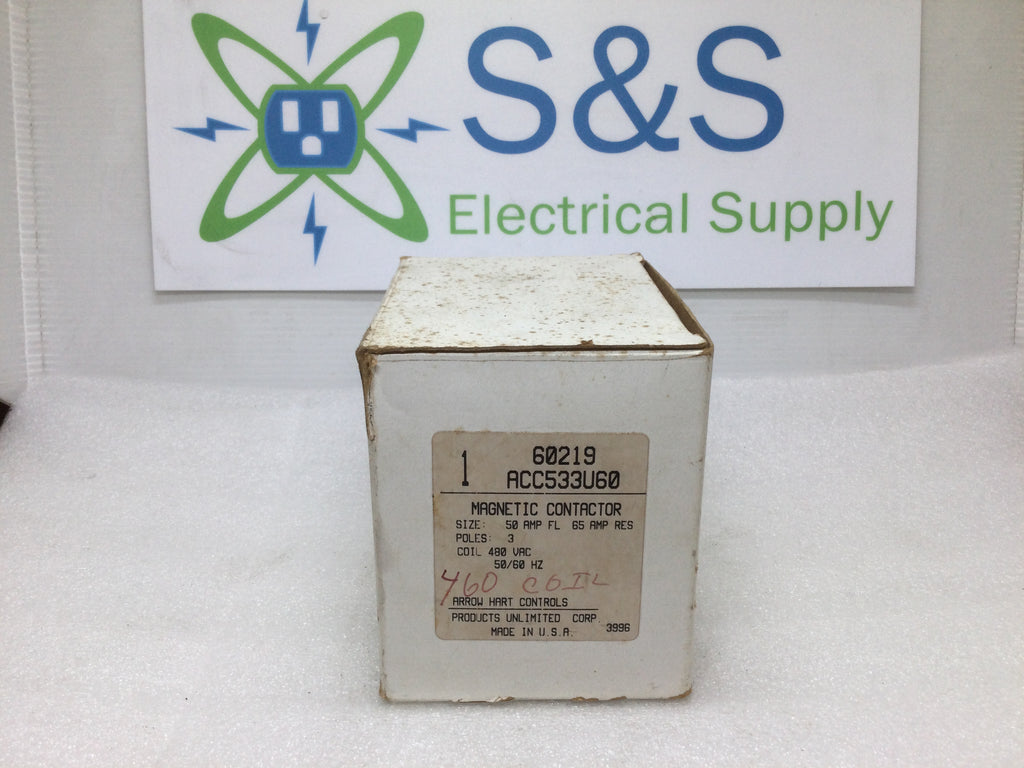 S&S
Electrical Supply
1
60219
ACC533U60
MAGNETIC CONTACTOR
SIZE: 50 AMP FL 65 AMP RES
POLES: 3
COIL 480 VAC
50/60 HZ
460 COIL
ARROW HART CONTROLS
PRODUCTS UNLIMITED CORP.
MADE IN U.S.A.
3996